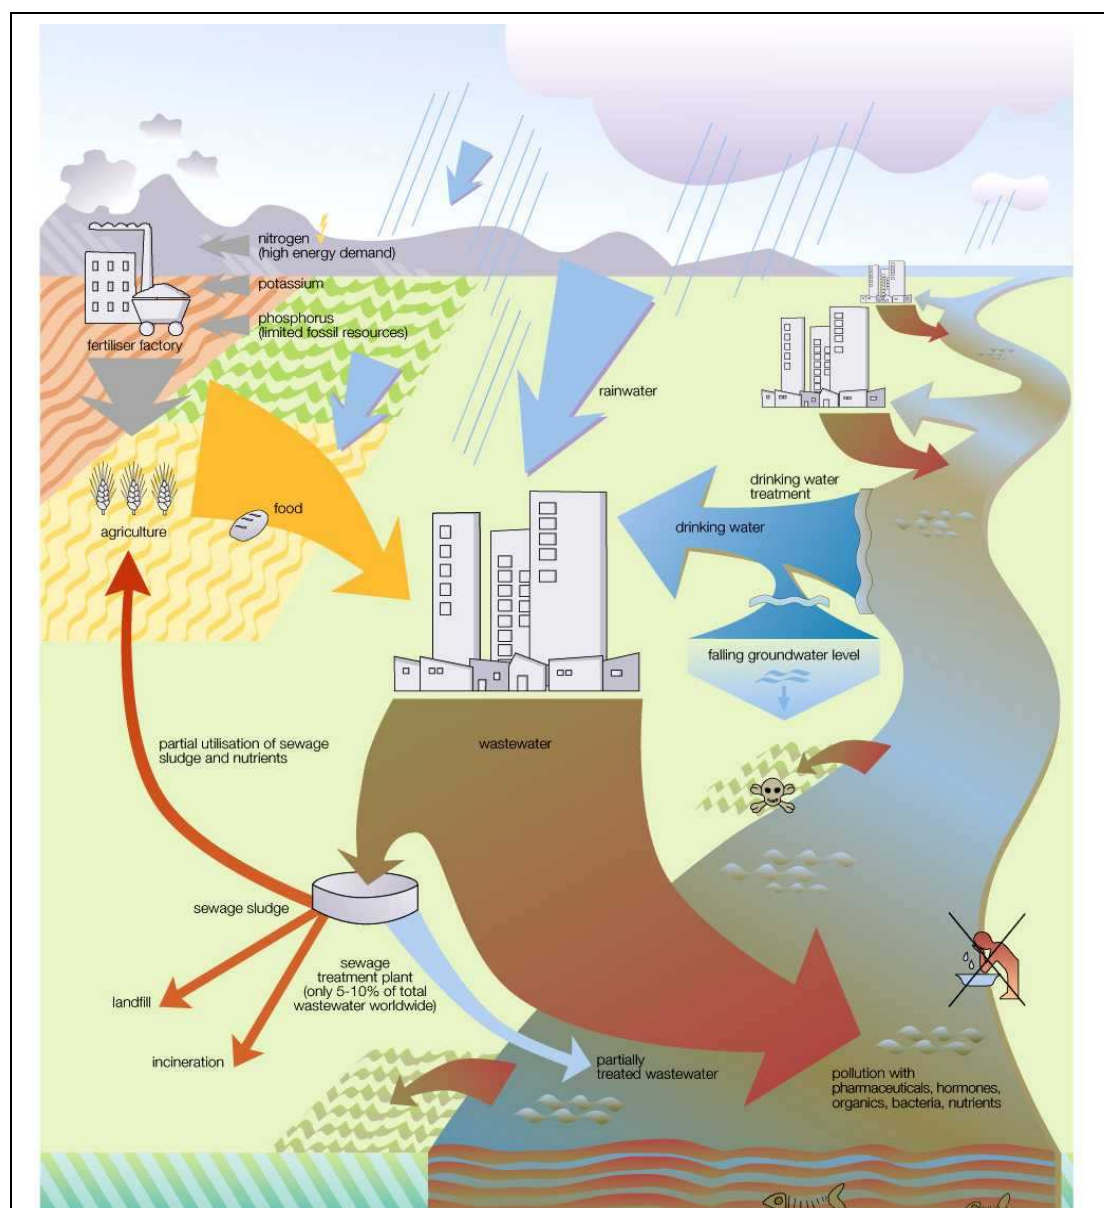 nitrogen
(high energy demand)
potassium
phosphorus
(limited fossil resources)
fertiliser factory
rainwater
drinking water
treatment
drinking water
food
agriculture
falling groundwater level
partial utilisation of sewage
sludge and nutrients
wastewater
sewage sludge
sewage
treatment plant
(only 5-10% of total
wastewater worldwide)
landfill
incineration
partially
treated wastewater
pollution with
pharmaceuticals, hormones,
organics, bacteria, nutrients